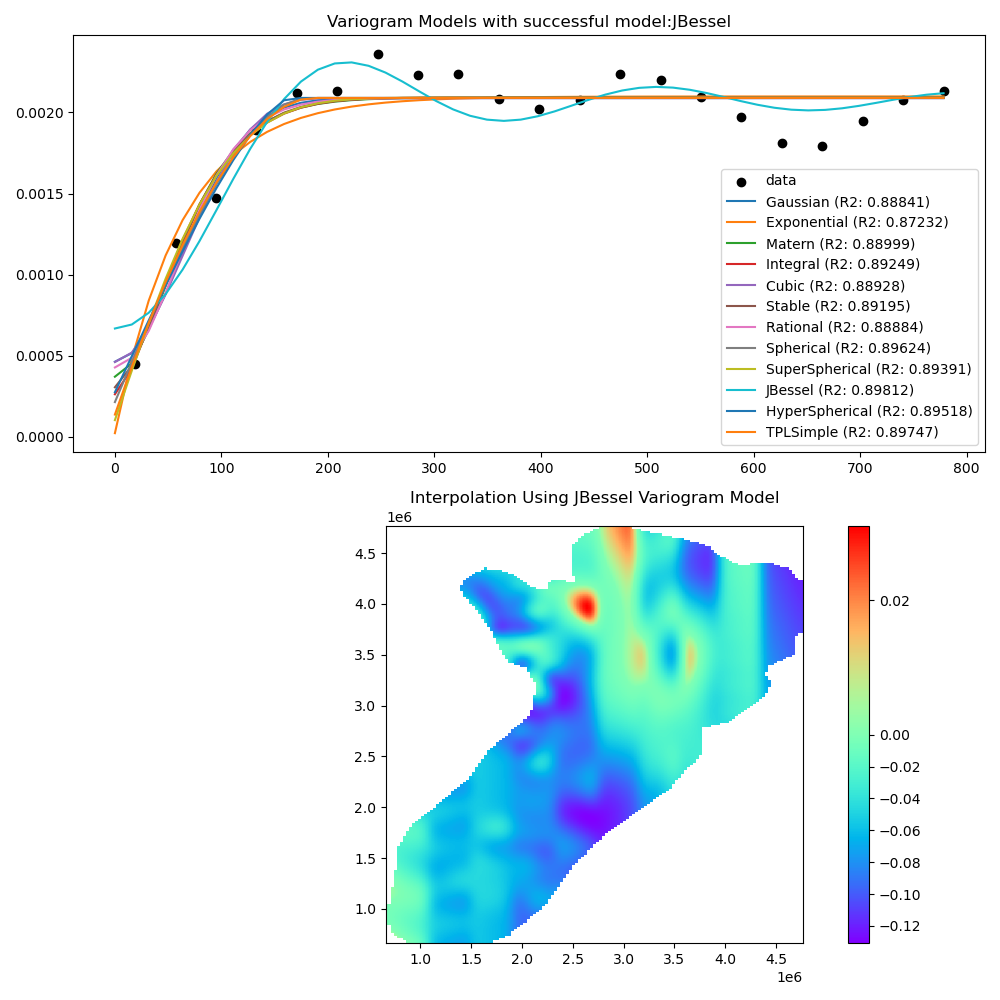 Variogram Models with successful model:JBessel
0.0020
0.0015
0.0010
0.0005
0.0000
data
Gaussian (R2: 0.88841)
Exponential (R2: 0.87232)
Matern (R2: 0.88999)
Integral (R2: 0.89249)
Cubic (R2: 0.88928)
Stable (R2: 0.89195)
Rational (R2: 0.88884)
Spherical (R2: 0.89624)
SuperSpherical (R2: 0.89391)
JBessel (R2: 0.89812)
HyperSpherical (R2: 0.89518)
TPLSimple (R2: 0.89747)
0 100 200 300 400 500 600 700 800
Interpolation Using JBessel Variogram Model
1e6
4.5
4.0
3.5
3.0
2.5
2.0
1.5
1.0
1.0 1.5 2.0 2.5 3.0 3.5 4.0 4.5
1e6
0.02
0.00
−0.02
−0.04
−0.06
−0.08
−0.10
−0.12